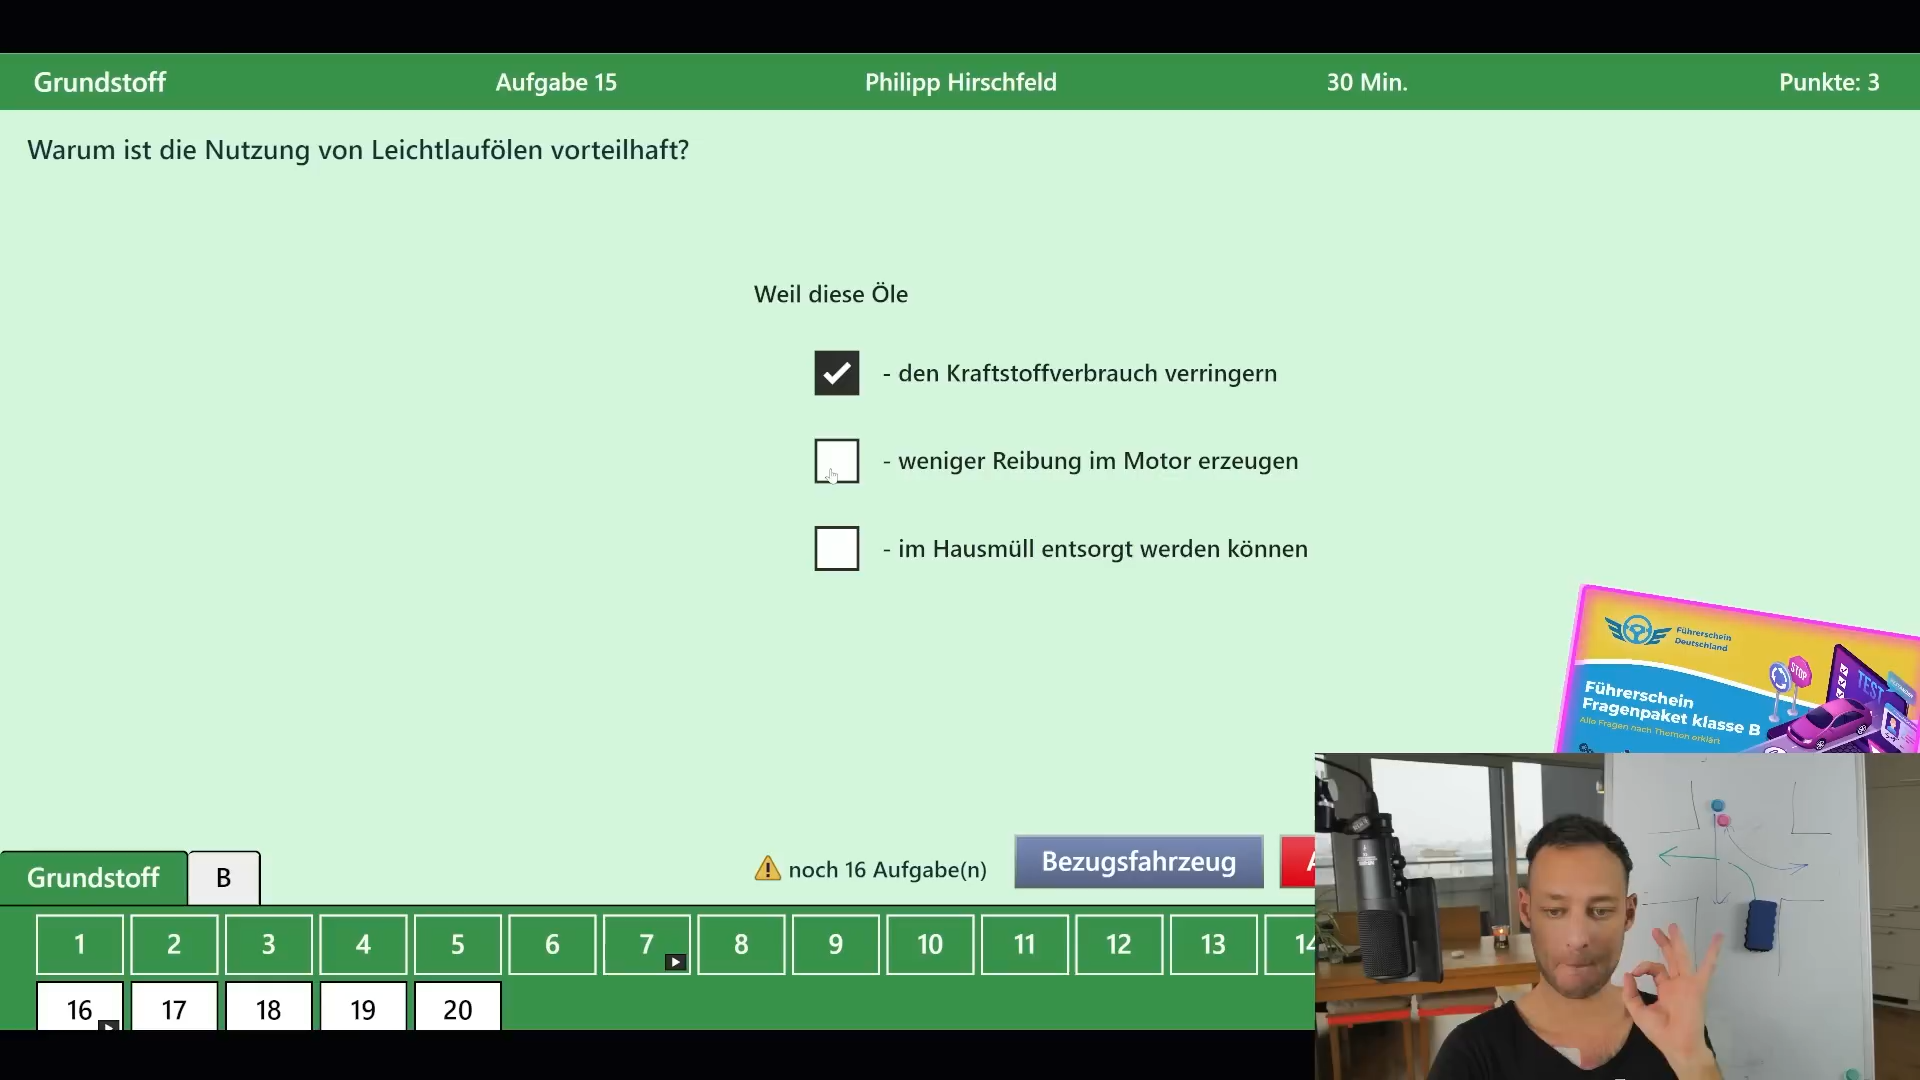 Grundstoff Aufgabe 15 Philipp Hirschfeld 30 Min. Punkte: 3
Warum ist die Nutzung von Leichtlaufölen vorteilhaft?
Weil diese Öle
- den Kraftstoffverbrauch verringern
- weniger Reibung im Motor erzeugen
- im Hausmüll entsorgt werden können
Führerschein
Deutschland
STOP
TEST
Führerschein
Fragenpaket klasse B
Alle Fragen nach Themen erklärt
Grundstoff B
noch 16 Aufgabe(n) Bezugsfahrzeug
1 2 3 4 5 6 7 8 9 10 11 12 13 14
16 17 18 19 20